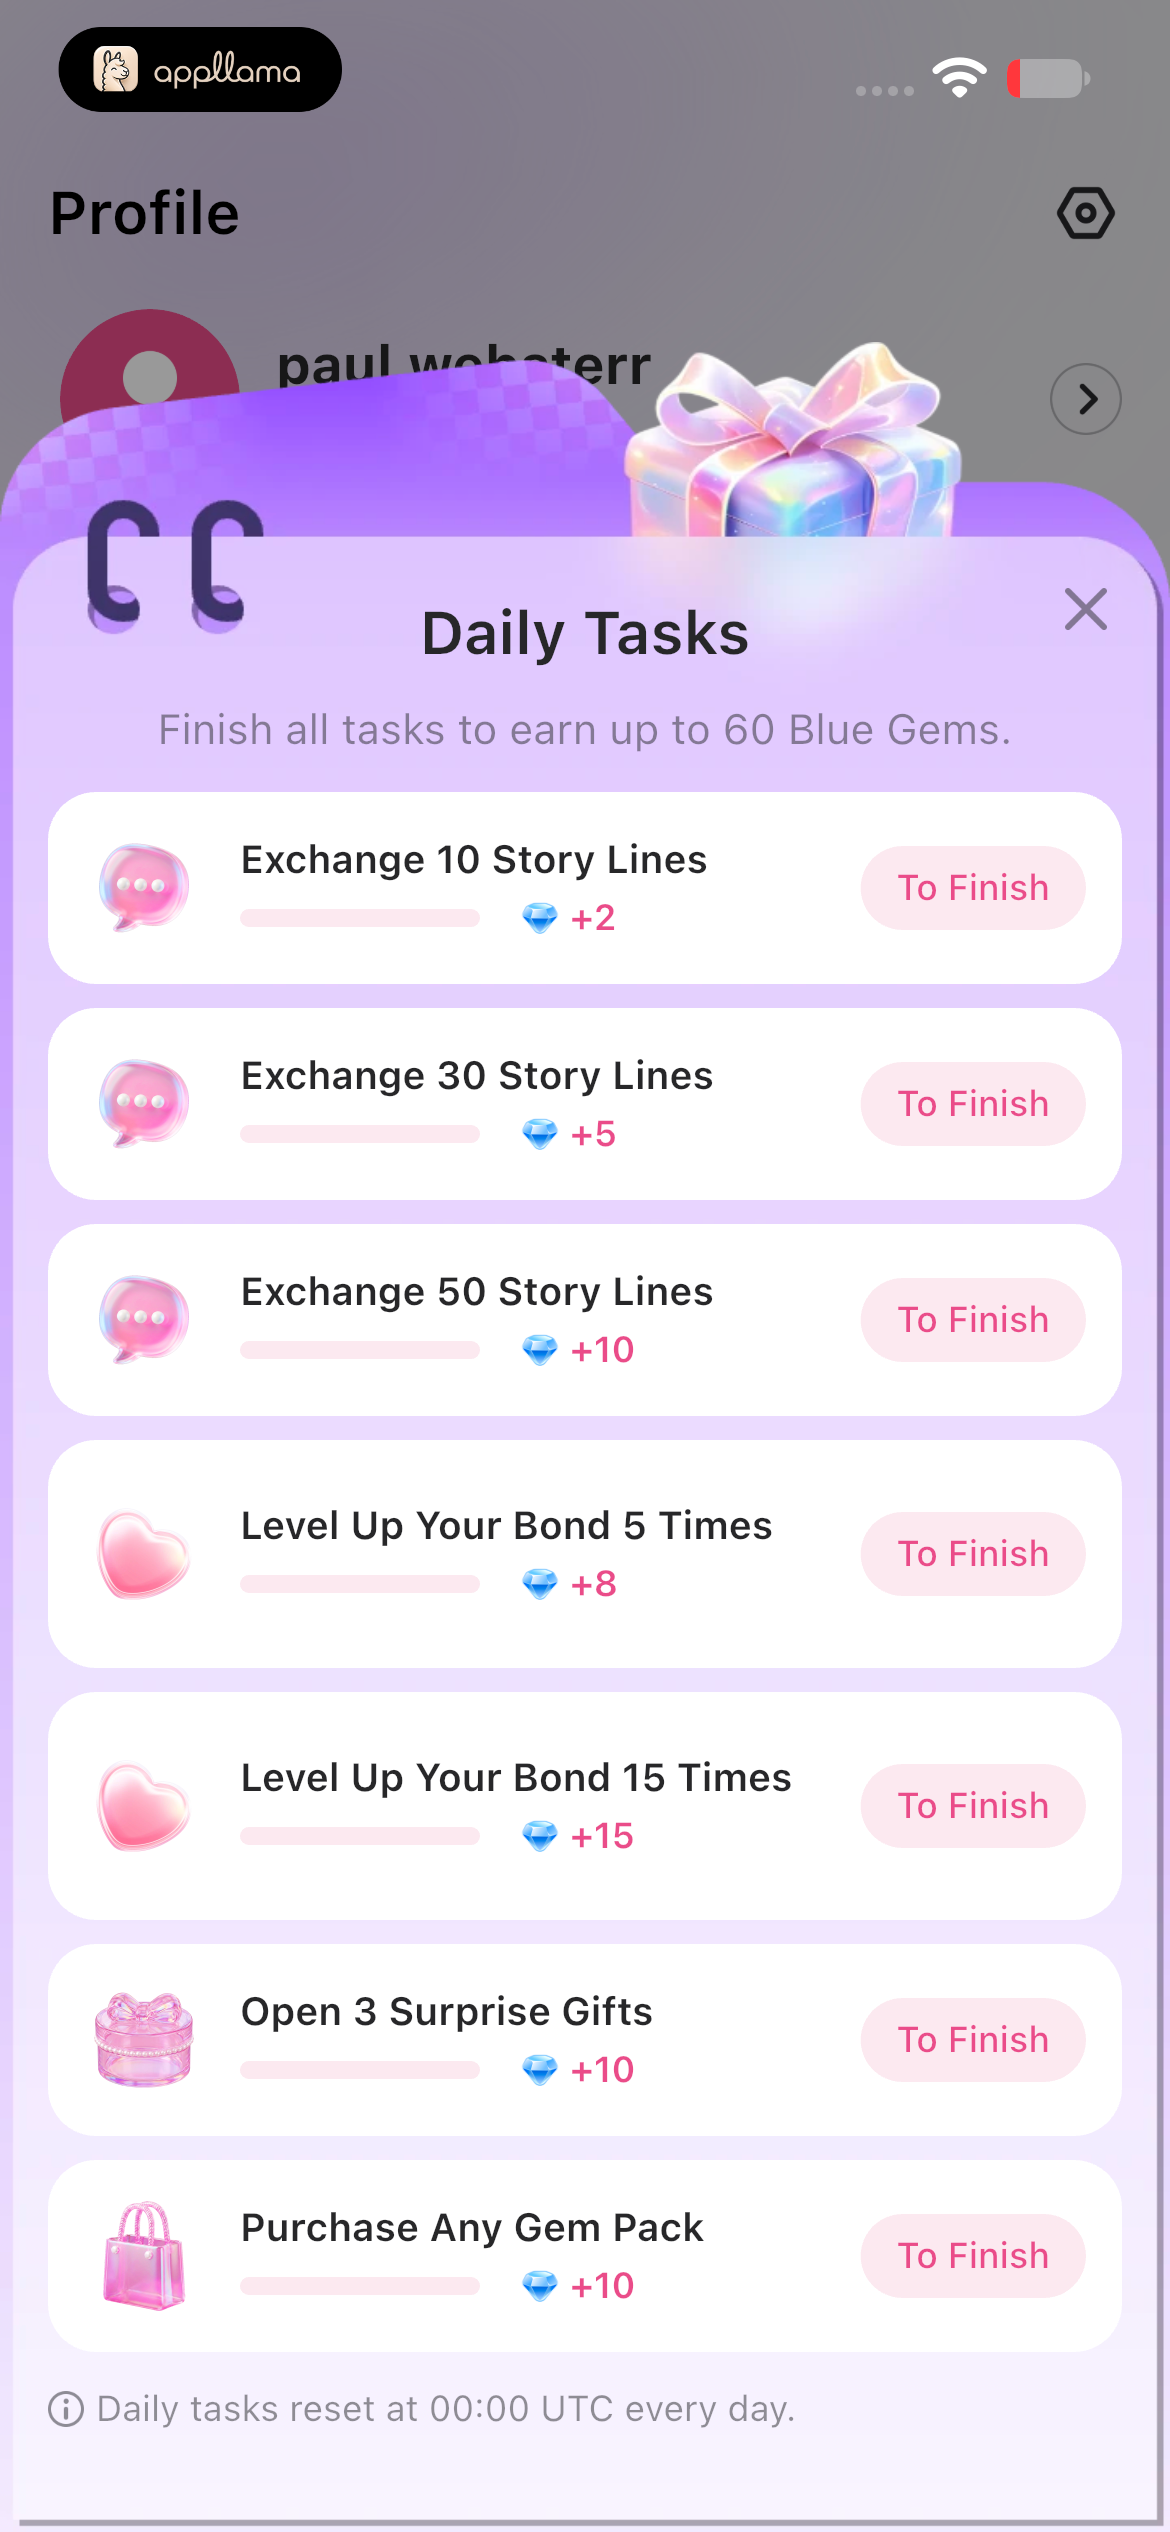 appllama
Profile
paul websterr
Daily Tasks
Finish all tasks to earn up to 60 Blue Gems.
Exchange 10 Story Lines
+2
To Finish
Exchange 30 Story Lines
+5
To Finish
Exchange 50 Story Lines
+10
To Finish
Level Up Your Bond 5 Times
+8
To Finish
Level Up Your Bond 15 Times
+15
To Finish
Open 3 Surprise Gifts
+10
To Finish
Purchase Any Gem Pack
+10
To Finish
Daily tasks reset at 00:00 UTC every day.